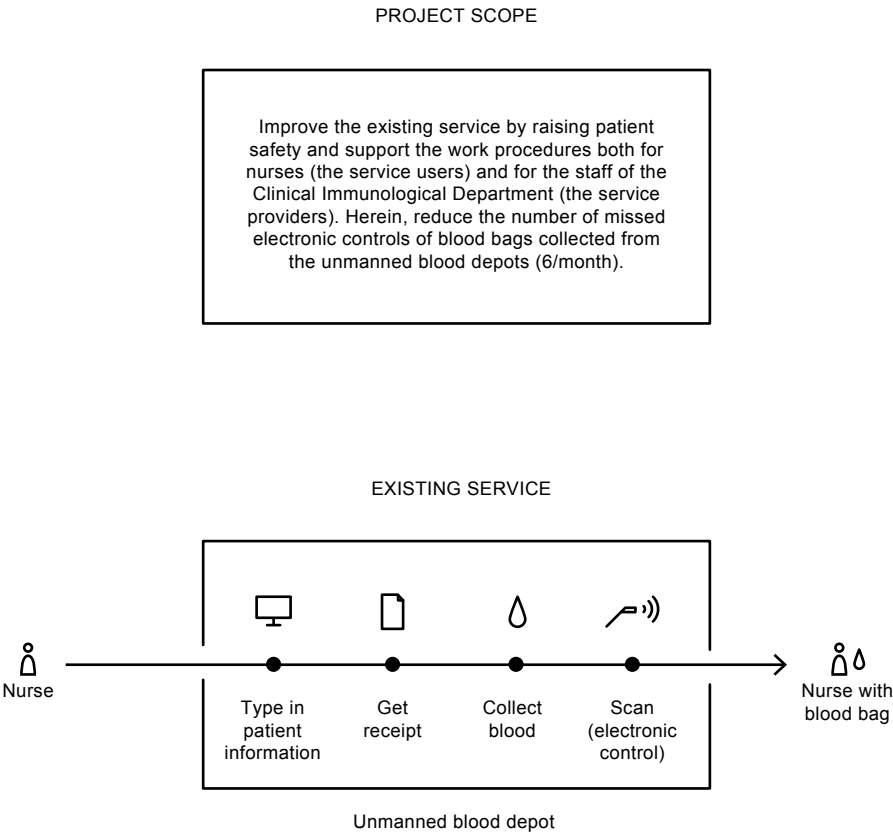 PROJECT SCOPE
Improve the existing service by raising patient
safety and support the work procedures both for
nurses (the service users) and for the staff of the
Clinical Immunological Department (the service
providers). Herein, reduce the number of missed
electronic controls of blood bags collected from
the unmanned blood depots (6/month).
EXISTING SERVICE
Nurse
Type in
patient
information
Get
receipt
Collect
blood
Scan
(electronic
control)
Nurse with
blood bag
Unmanned blood depot